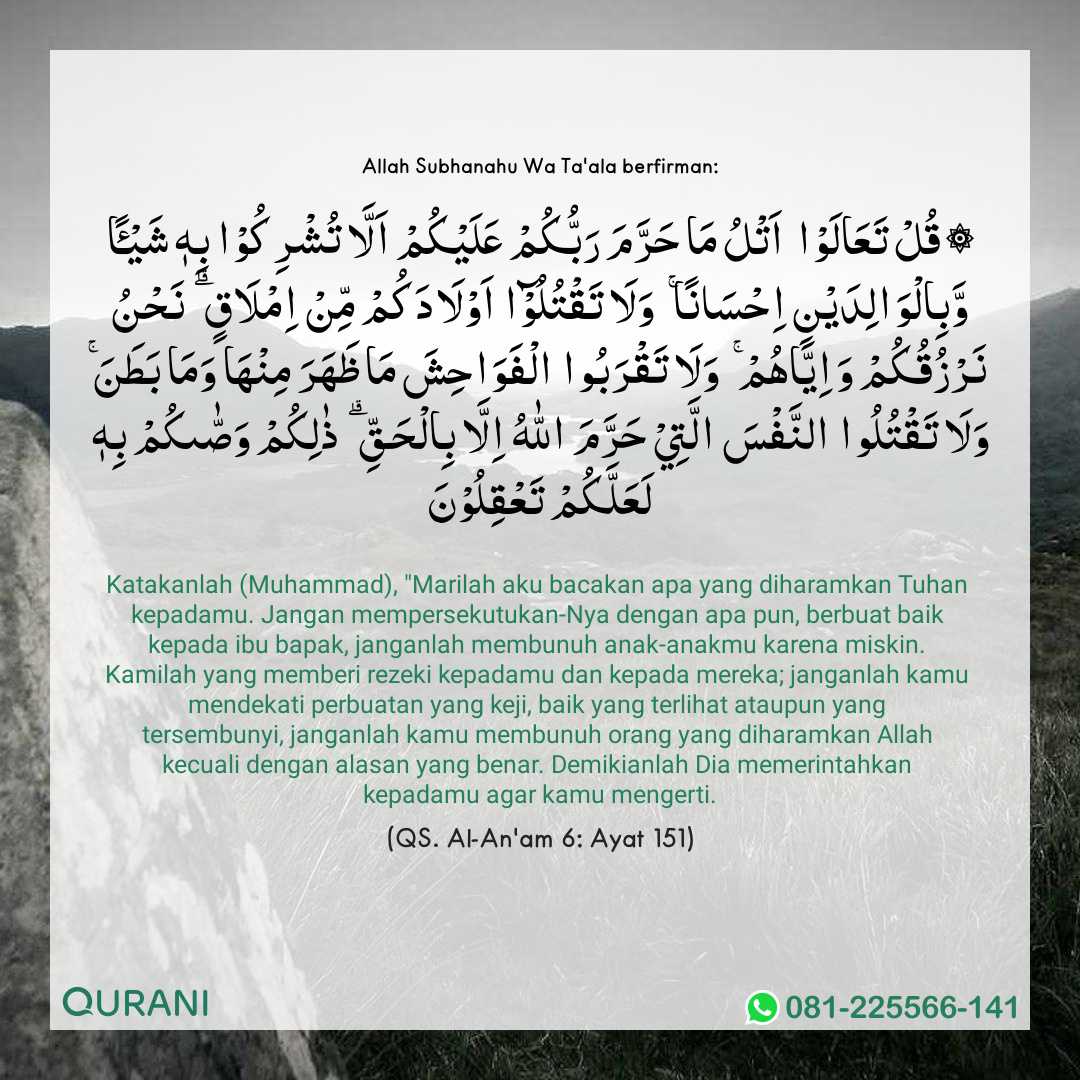 Allah Subhanahu Wa Ta'ala berfirman:
۞ قُلْ تَعَالَوْا اَتْلُ مَا حَرَّمَ رَبُّكُمْ عَلَيْكُمْ اَلَّا تُشْرِكُوْا بِهٖ شَيْـًٔا
وَّبِالْوَالِدَيْنِ اِحْسَانًاۚ وَلَا تَقْتُلُوْٓا اَوْلَادَكُمْ مِّنْ اِمْلَاقٍۗ نَحْنُ
نَرْزُقُكُمْ وَاِيَّاهُمْۚ وَلَا تَقْرَبُوا الْفَوَاحِشَ مَا ظَهَرَ مِنْهَا وَمَا بَطَنَۚ
وَلَا تَقْتُلُوا النَّفْسَ الَّتِيْ حَرَّمَ اللّٰهُ اِلَّا بِالْحَقِّۗ ذٰلِكُمْ وَصّٰىكُمْ بِهٖ
لَعَلَّكُمْ تَعْقِلُوْنَ
Katakanlah (Muhammad), "Marilah aku bacakan apa yang diharamkan Tuhan
kepadamu. Jangan mempersekutukan-Nya dengan apa pun, berbuat baik
kepada ibu bapak, janganlah membunuh anak-anakmu karena miskin.
Kamilah yang memberi rezeki kepadamu dan kepada mereka; janganlah kamu
mendekati perbuatan yang keji, baik yang terlihat ataupun yang
tersembunyi, janganlah kamu membunuh orang yang diharamkan Allah
kecuali dengan alasan yang benar. Demikianlah Dia memerintahkan
kepadamu agar kamu mengerti.
(QS. Al-An'am 6: Ayat 151)
QURANI
081-225566-141